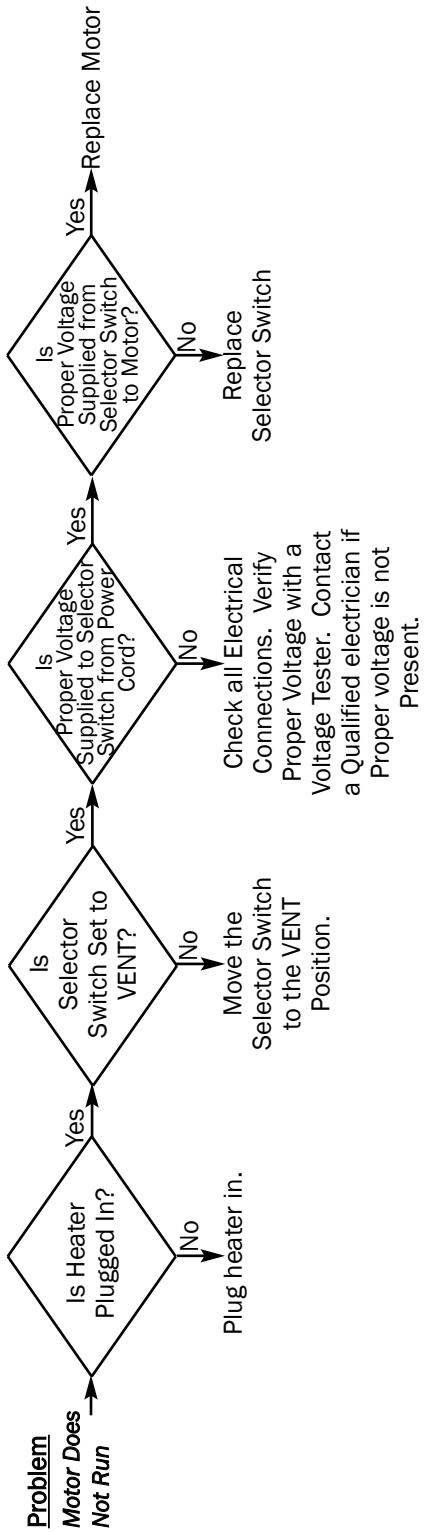 Problem
Motor Does
Not Run
Is Heater
Plugged In?
Yes
No
Plug heater in.
Is
Selector
Switch Set to
VENT?
Yes
No
Move the
Selector Switch
to the VENT
Position.
Is
Proper Voltage
Supplied to Selector
Switch from Power
Cord?
Yes
No
Check all Electrical
Connections. Verify
Proper Voltage with a
Voltage Tester. Contact
a Qualified electrician if
Proper voltage is not
Present.
Is
Proper Voltage
Supplied from
Selector Switch
to Motor?
Yes
Replace Motor
No
Replace
Selector Switch